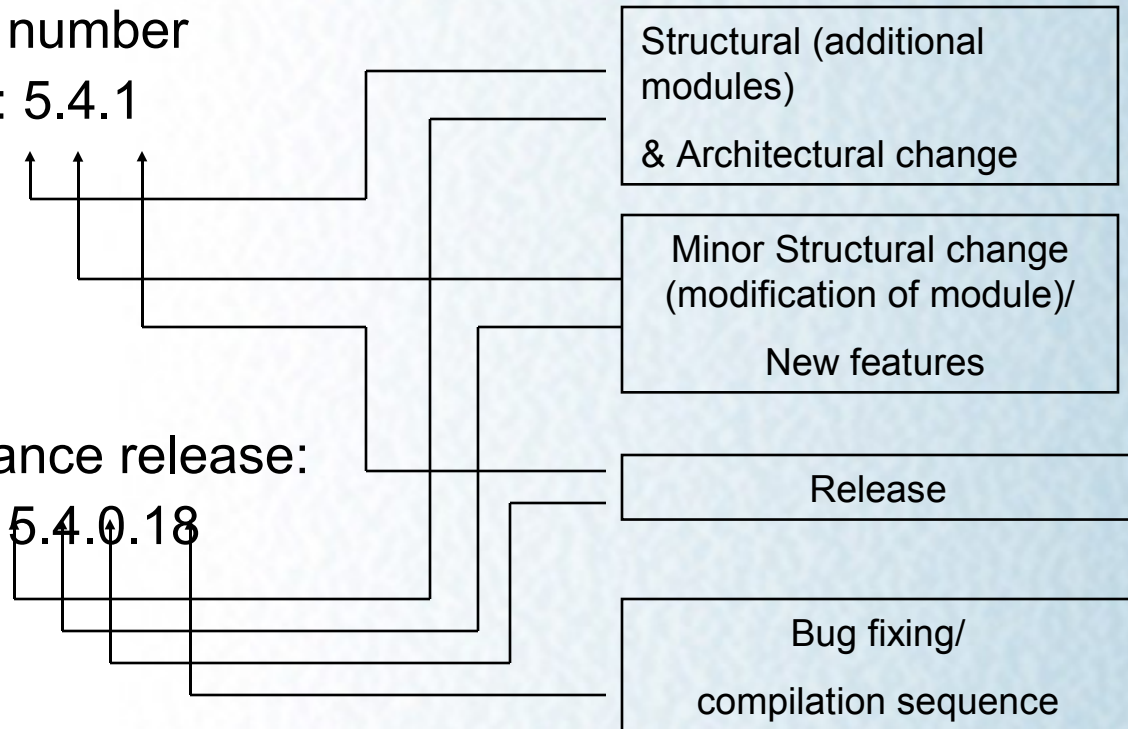 number
: 5.4.1
Structural (additional
modules)
& Architectural change
Minor Structural change
(modification of module)/
New features
ance release:
5.4.0.18
Release
Bug fixing/
compilation sequence